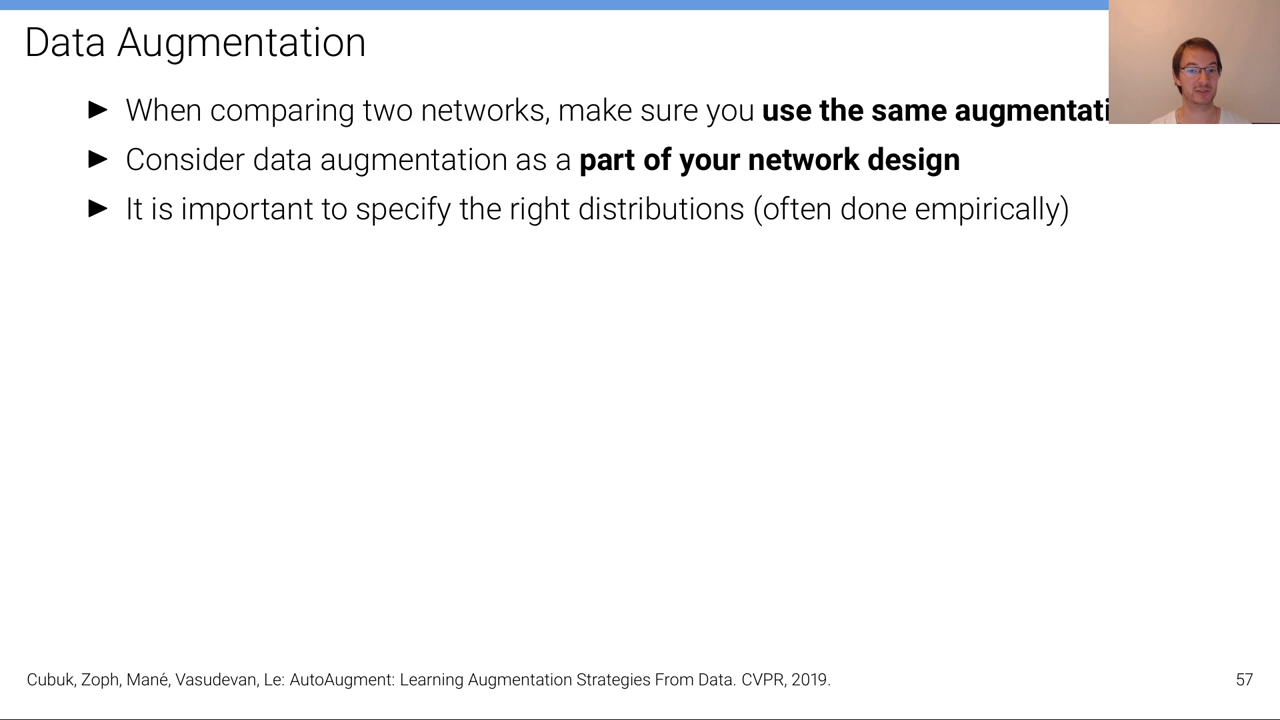 Data Augmentation
► When comparing two networks, make sure you use the same augmentati
► Consider data augmentation as a part of your network design
► It is important to specify the right distributions (often done empirically)
Cubuk, Zoph, Mané, Vasudevan, Le: AutoAugment: Learning Augmentation Strategies From Data. CVPR, 2019.
57